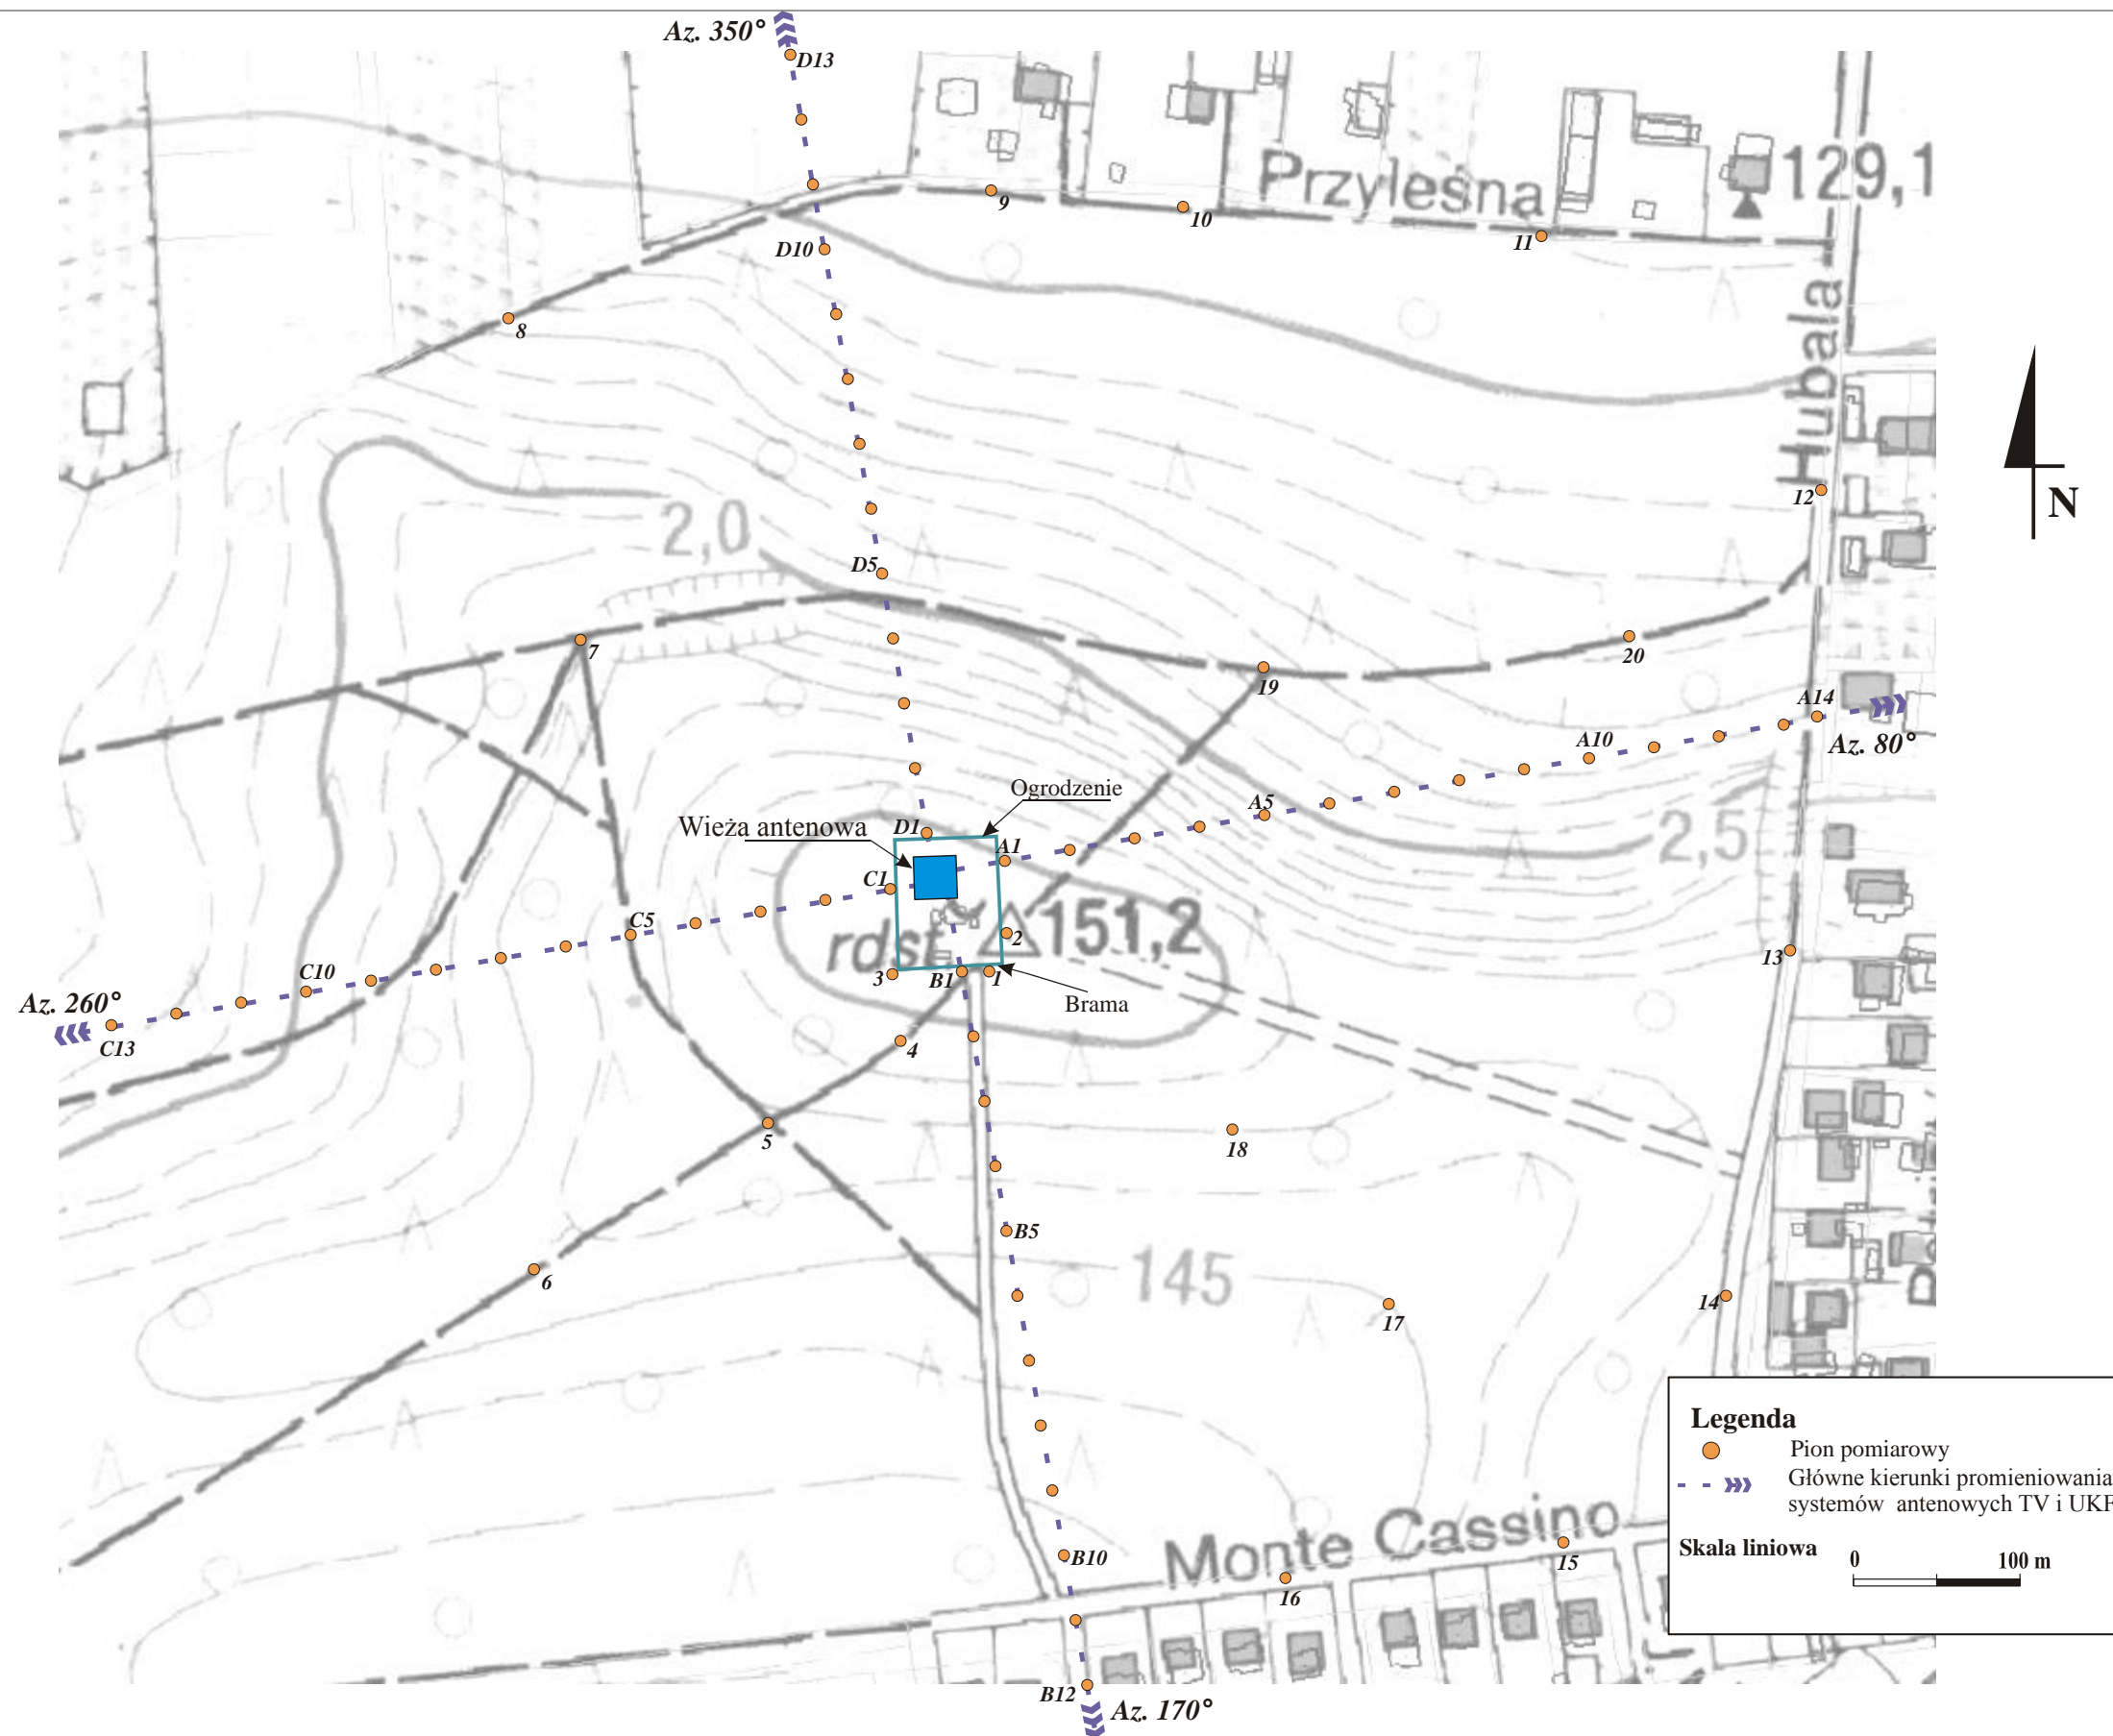 Az. 350°
D13
Przyleśna
129,1
9
10
11
D10
8
Hubala
12
N
2,0
D5
7
19
20
A14
Az. 80°
A10
A5
Ogrodzenie
Wieża antenowa
D1
A1
2,5
C1
C5
rdst
2
151,2
3
B1
1
13
C10
Az. 260°
C13
Brama
4
5
18
B5
145
6
17
14
Legenda
Pion pomiarowy
Główne kierunki promieniowania
systemów antenowych TV i UKF
Skala liniowa
0
100 m
Monte Cassino
B10
15
16
B12
Az. 170°